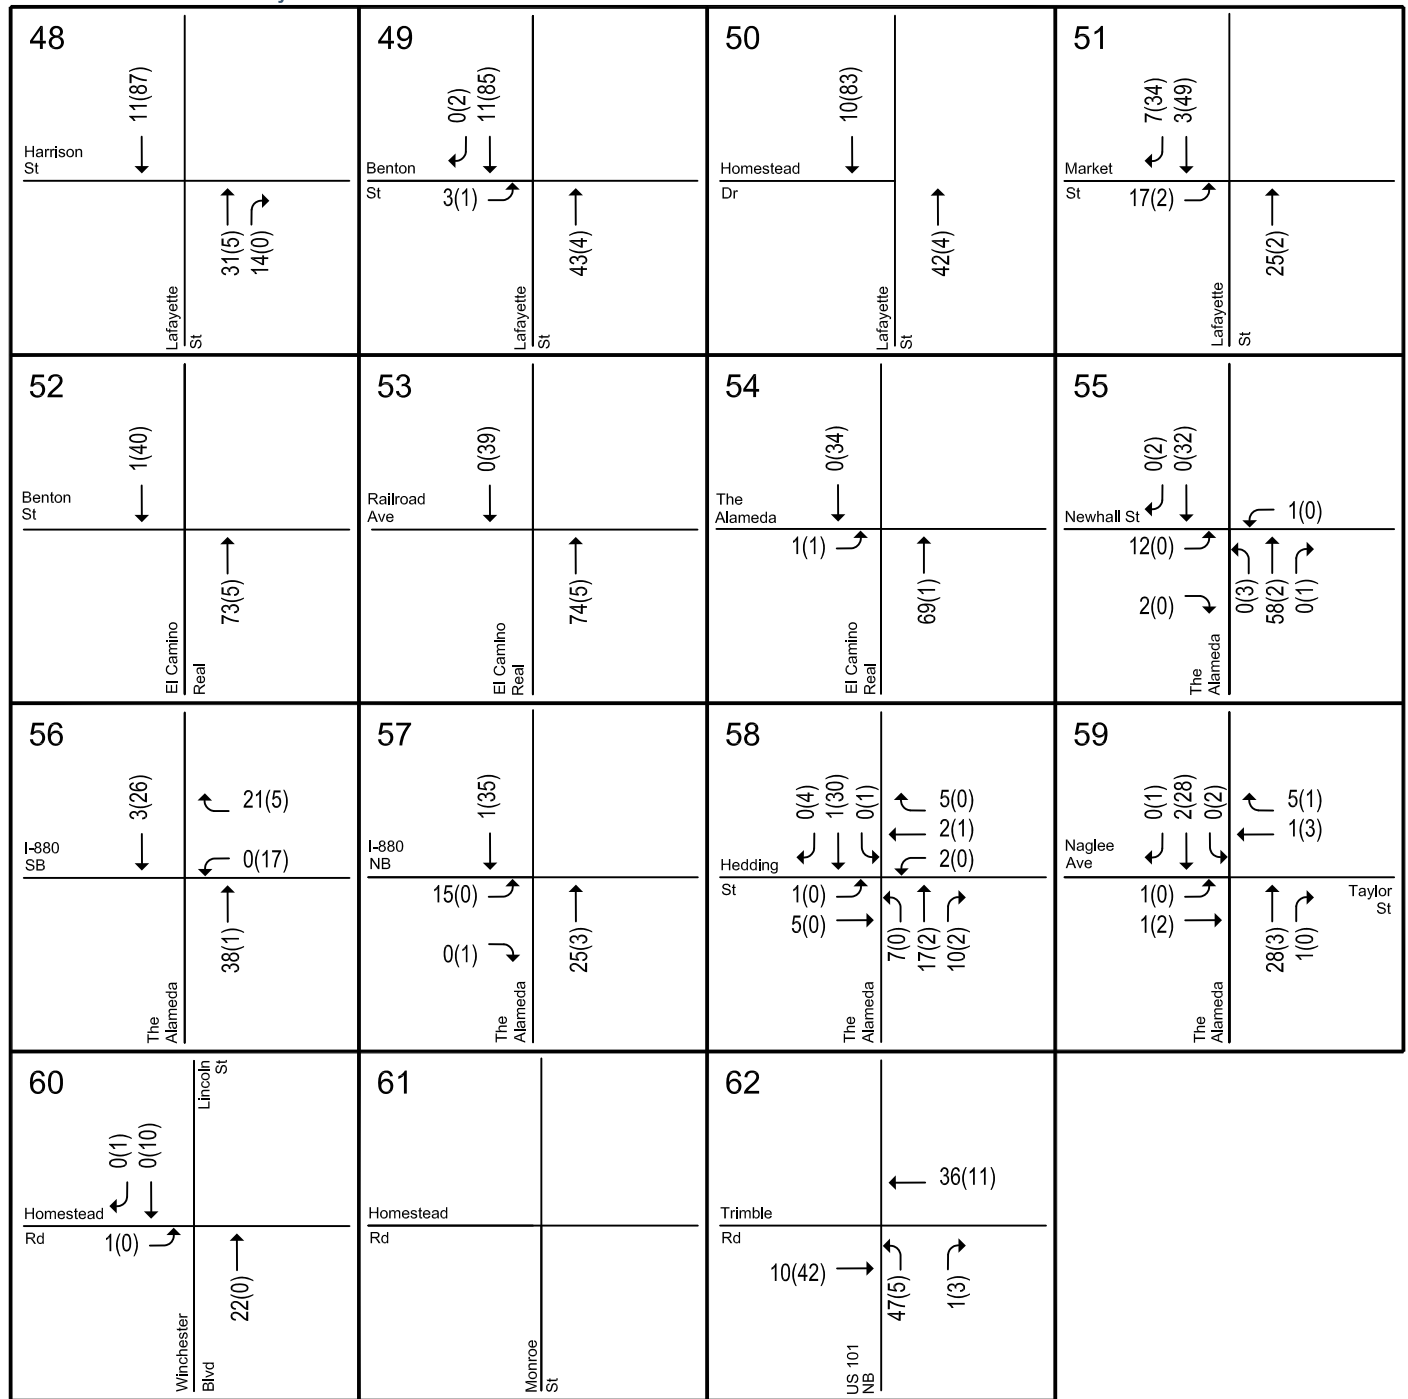 48
11(87)
Harrison
St
31(5)
14(0)
Lafayette
St
49
0(2)
11(85)
Benton
St
3(1)
43(4)
Lafayette
St
50
10(83)
Homestead
Dr
42(4)
Lafayette
St
51
7(34)
3(49)
Market
St
17(2)
25(2)
Lafayette
St
52
1(40)
Benton
St
73(5)
El Camino
Real
53
0(39)
Railroad
Ave
74(5)
El Camino
Real
54
0(34)
The
Alameda
1(1)
69(1)
El Camino
Real
55
0(2)
0(32)
Newhall St
1(0)
12(0)
2(0)
0(3)
58(2)
0(1)
The
Alameda
56
3(26)
21(5)
I-880
SB
0(17)
38(1)
The
Alameda
57
1(35)
I-880
NB
15(0)
0(1)
25(3)
The
Alameda
58
0(4)
1(30)
0(1)
5(0)
2(1)
2(0)
Hedding
St
1(0)
5(0)
7(0)
17(2)
10(2)
The
Alameda
59
0(1)
2(28)
0(2)
5(1)
1(3)
Naglee
Ave
1(0)
1(2)
Taylor
St
28(3)
1(0)
The
Alameda
60
Lincoln
St
0(1)
0(10)
Homestead
Rd
1(0)
22(0)
Winchester
Blvd
61
Homestead
Rd
Monroe
St
62
36(11)
Trimble
Rd
10(42)
47(5)
1(3)
US 101
NB